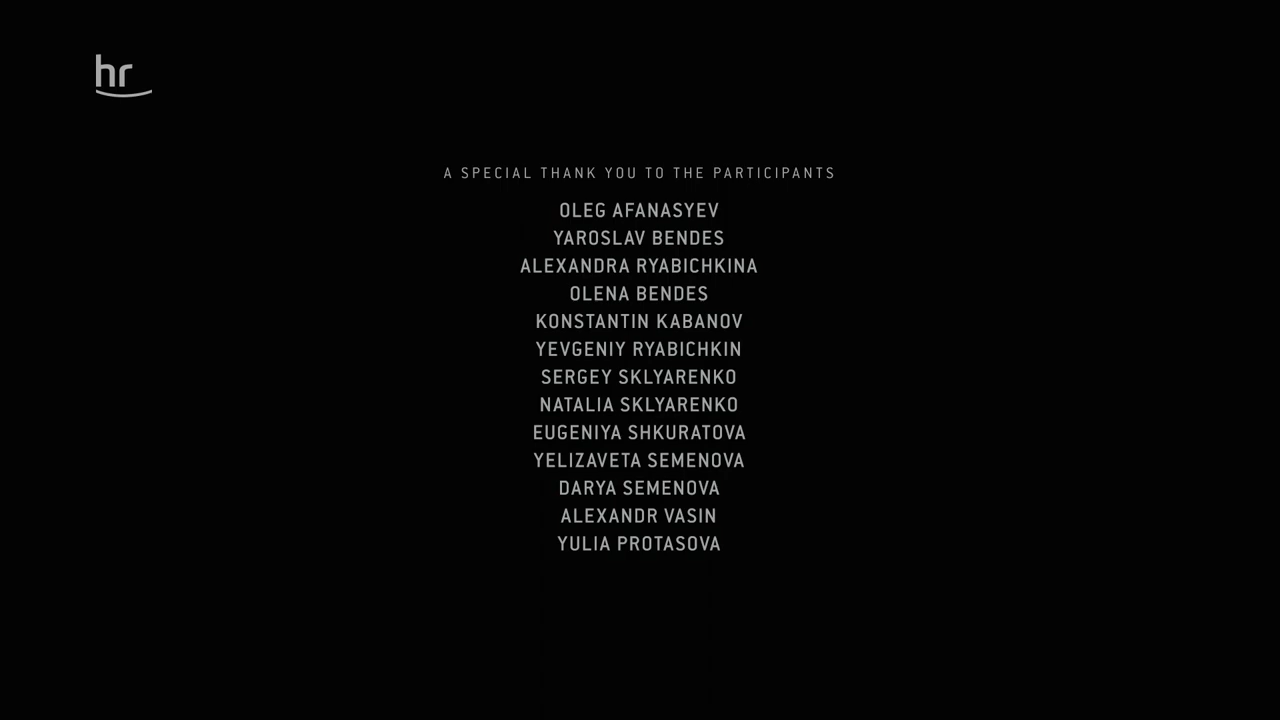 hr
A SPECIAL THANK YOU TO THE PARTICIPANTS
OLEG AFANASYEV
YAROSLAV BENDES
ALEXANDRA RYABICHKINA
OLENA BENDES
KONSTANTIN KABANOV
YEVGENIY RYABICHKIN
SERGEY SKLYARENKO
NATALIA SKLYARENKO
EUGENIYA SHKURATOVA
YELIZAVETA SEMENOVA
DARYA SEMENOVA
ALEXANDR VASIN
YULIA PROTASOVA